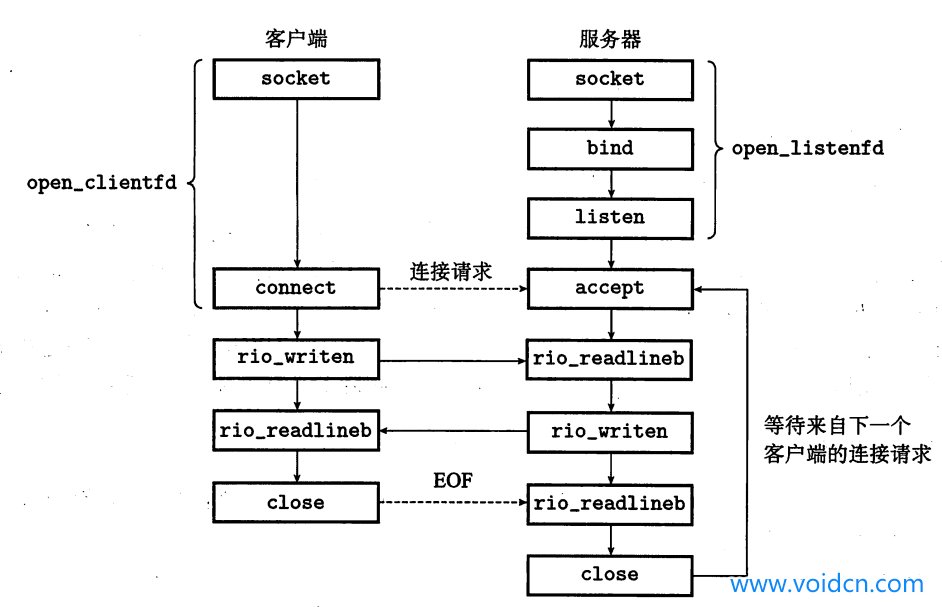 客户端
服务器
socket
socket
bind
open_listenfd
open_clientfd
listen
连接请求
connect
accept
rio_writen
rio_readlineb
rio_readlineb
rio_writen
等待来自下一个
客户端的连接请求
EOF
close
rio_readlineb
close
www.voidcn.com